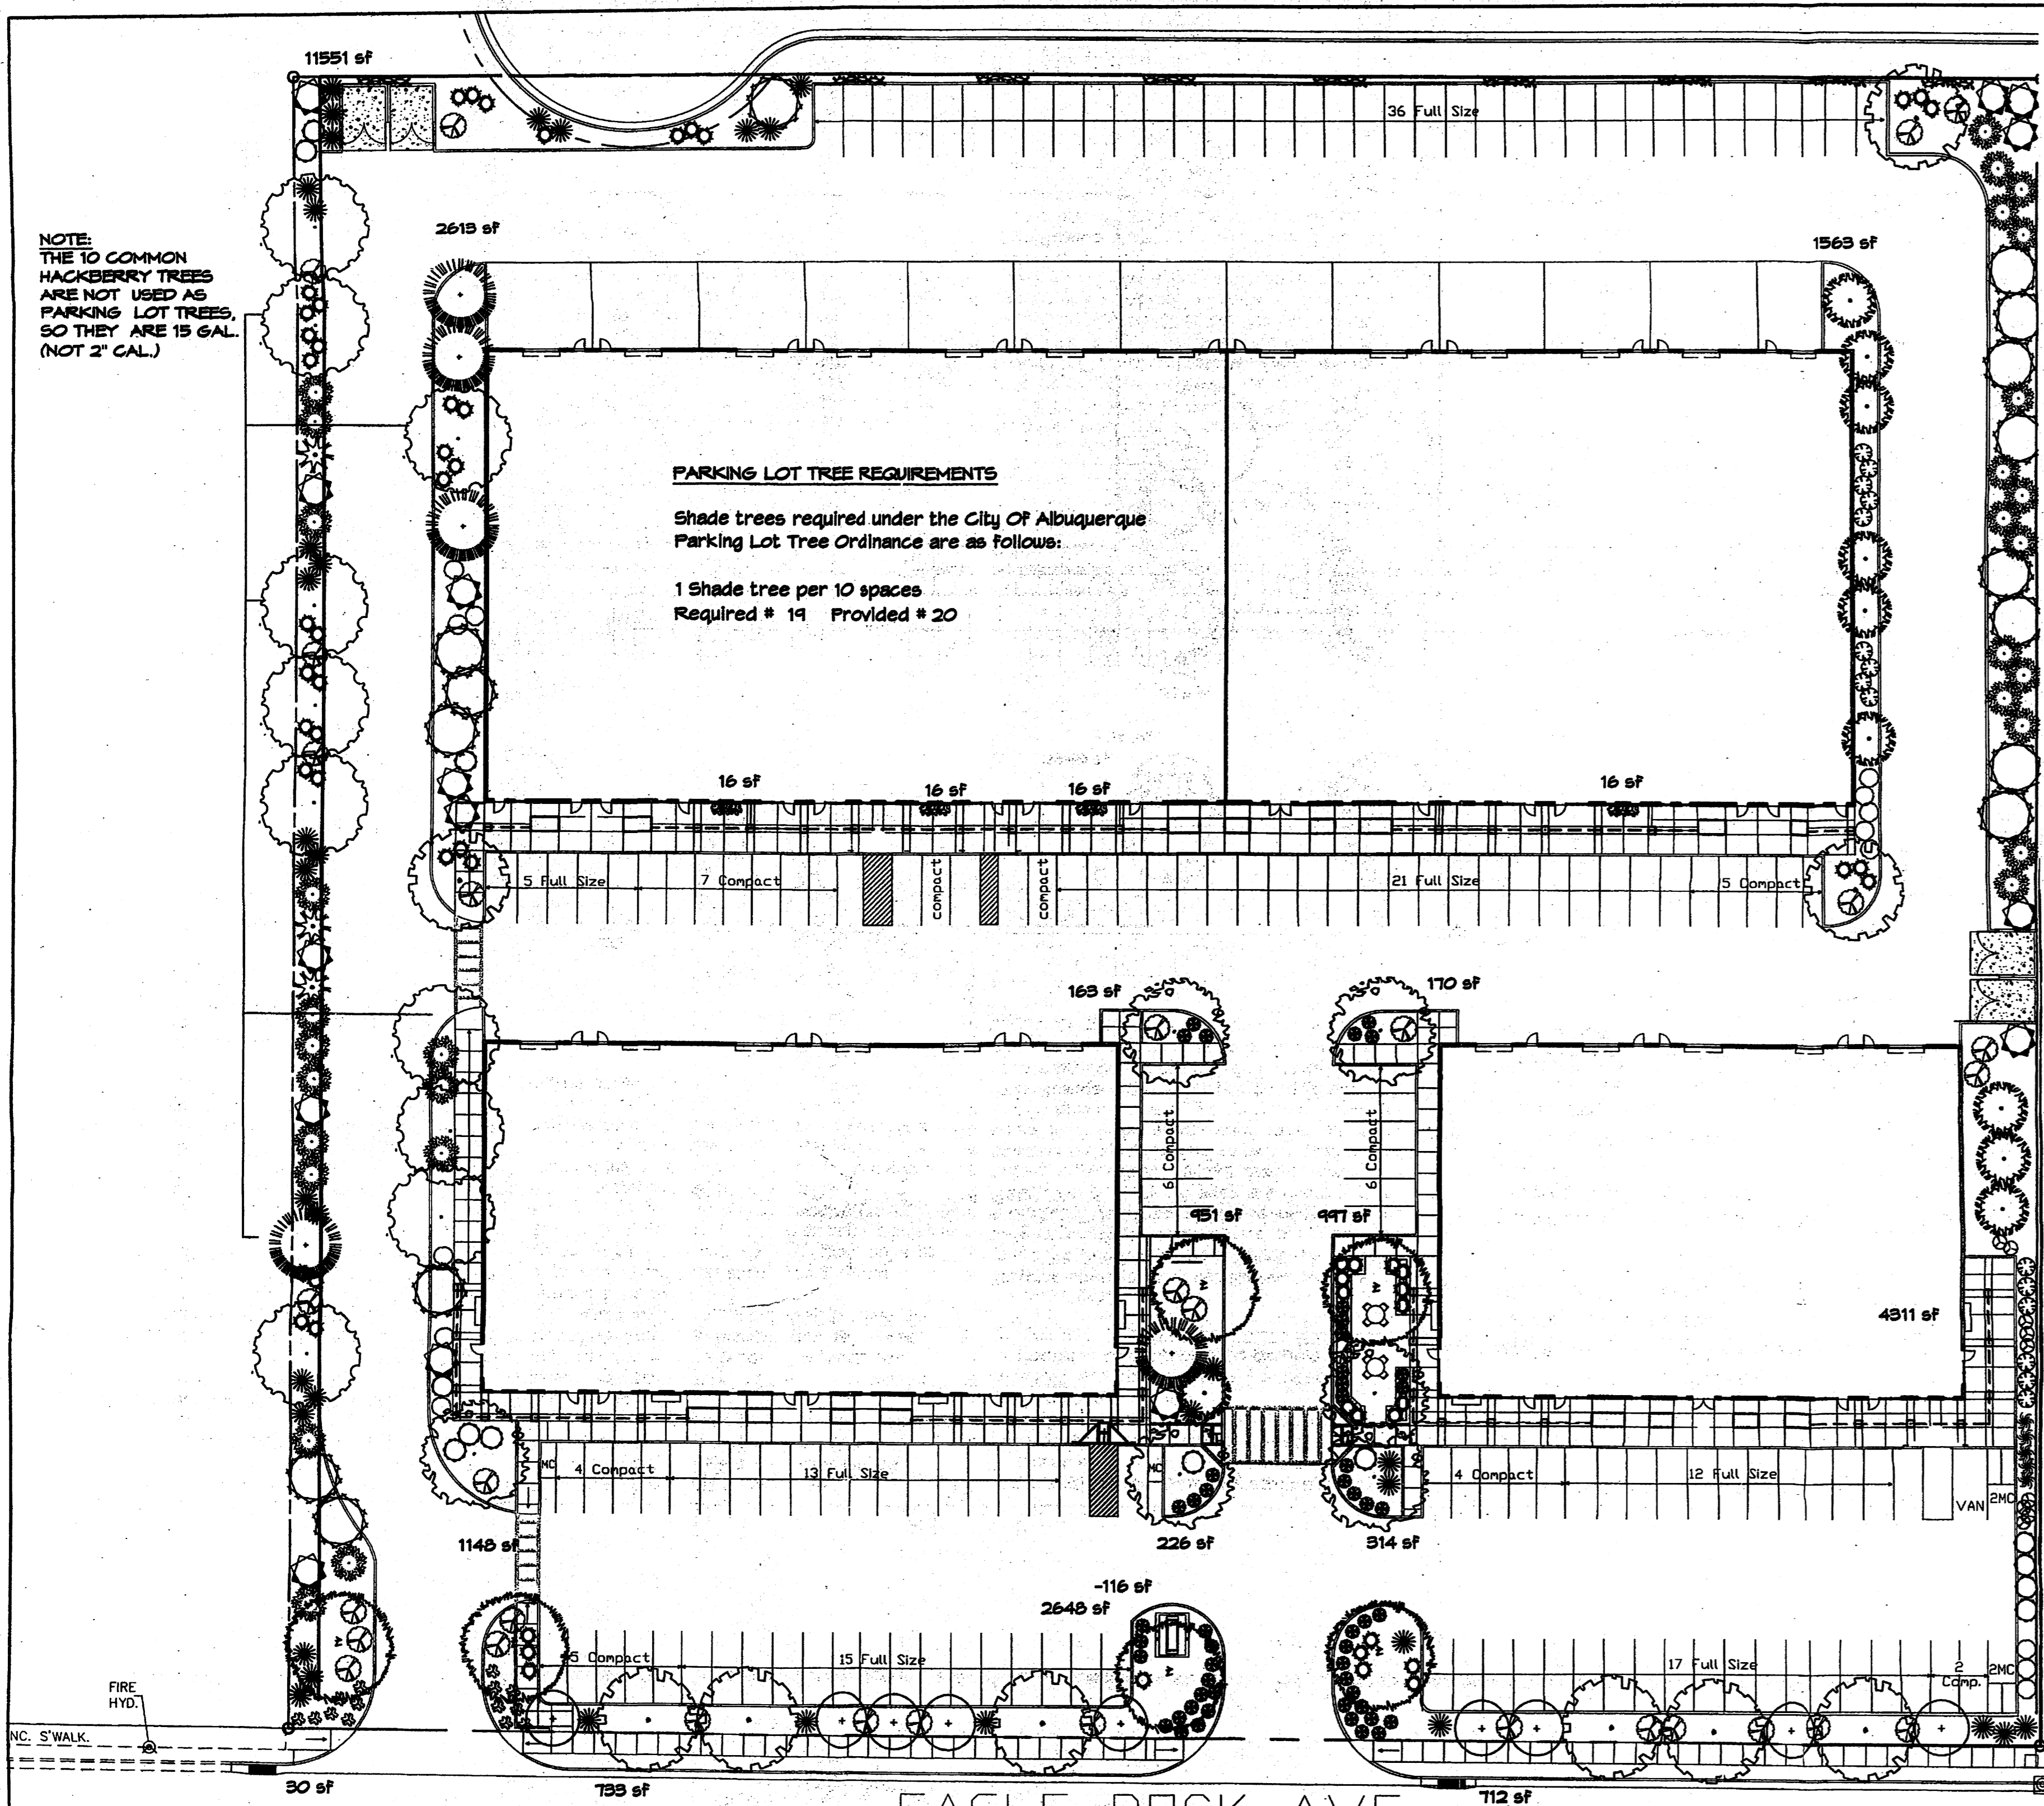 11551 sf
36 Full Size
2613 sf
1563 sf
NOTE:
THE 10 COMMON
HACKBERRY TREES
ARE NOT USED AS
PARKING LOT TREES,
SO THEY ARE 15 GAL.
(NOT 2" CAL.)
PARKING LOT TREE REQUIREMENTS
Shade trees required under the City Of Albuquerque
Parking Lot Tree Ordinance are as follows:
1 Shade tree per 10 spaces
Required # 19 Provided # 20
16 sf
16 sf
16 sf
16 sf
5 Full Size
7 Compact
compact
compact
21 Full Size
5 Compact
163 sf
170 sf
6 Compact
6 Compact
951 sf
997 sf
4311 sf
MC
4 Compact
13 Full Size
MC
4 Compact
12 Full Size
VAN
2MC
1148 sf
226 sf
314 sf
-116 sf
2648 sf
5 Compact
15 Full Size
17 Full Size
2
Comp.
2MC
FIRE
HYD.
NC. S'WALK.
30 sf
733 sf
712 sf
EAGLE ROCK AVE